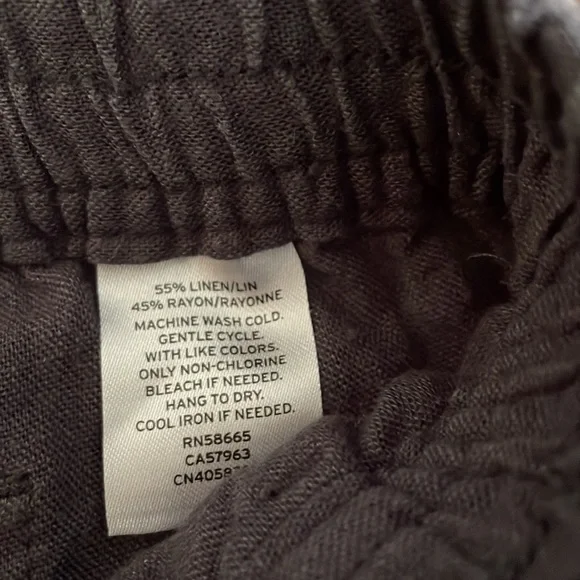 55% LINEN/LIN
45% RAYON/RAYONNE
MACHINE WASH COLD.
GENTLE CYCLE.
WITH LIKE COLORS.
ONLY NON-CHLORINE
BLEACH IF NEEDED.
HANG TO DRY.
COOL IRON IF NEEDED.
RN58665
CA57963